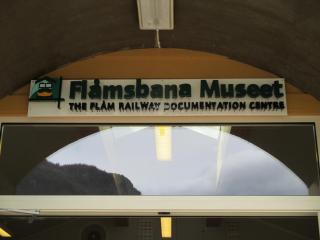 Flåmsbana Museet
THE FLÅM RAILWAY DOCUMENTATION CENTRE